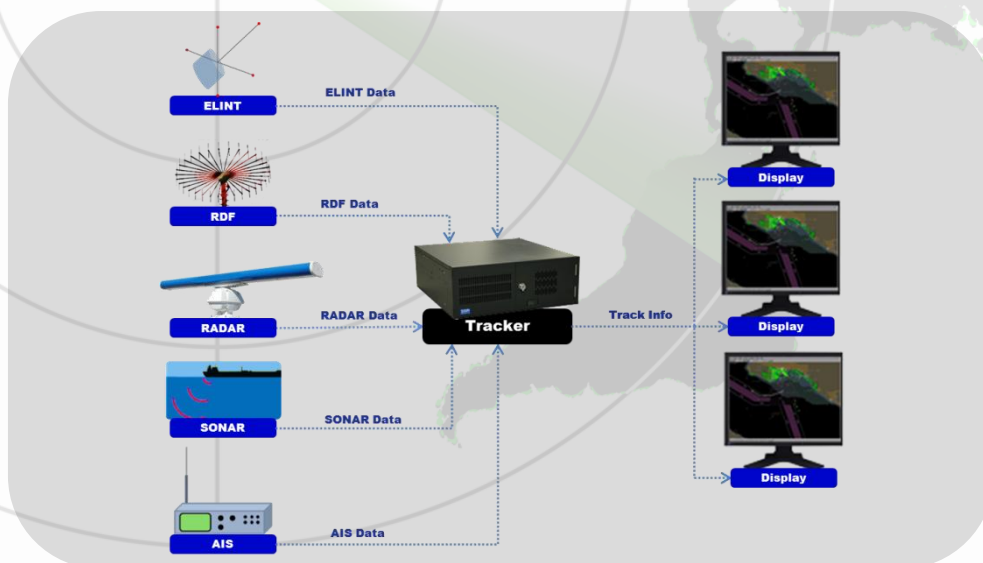 ELINT
ELINT Data
RDF
RDF Data
RADAR
RADAR Data
SONAR
SONAR Data
AIS
AIS Data
Tracker
Track Info
Display
Display
Display